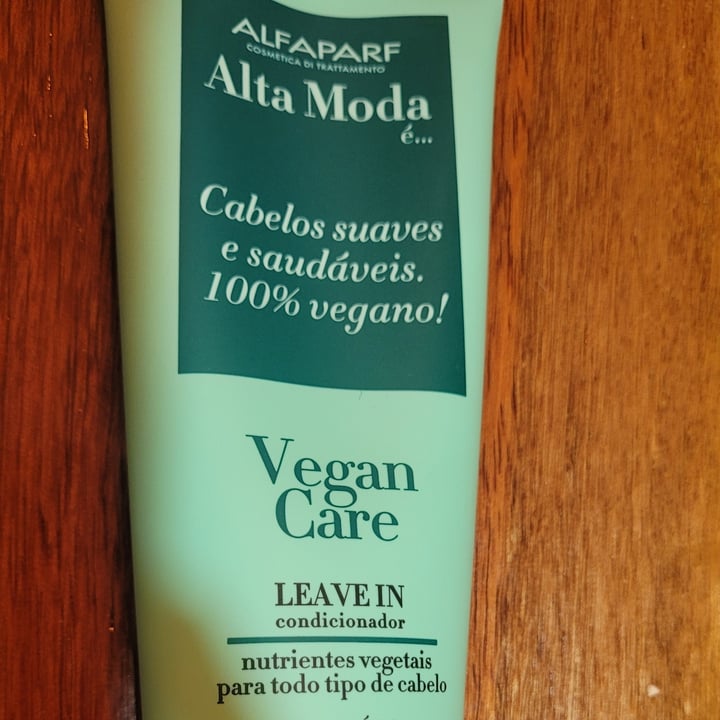 ALFAPARF
COSMETICA DI TRATTAMENTO
Alta Moda
é...
Cabelos suaves
e saudáveis.
100% vegano!
Vegan
Care
LEAVE IN
condicionador
nutrientes vegetais
para todo tipo de cabelo